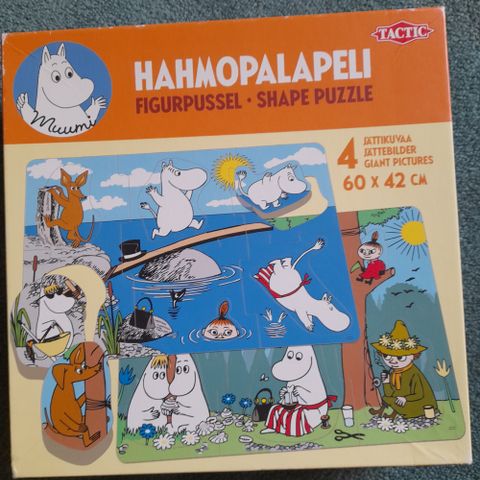 Muumi
TACTIC
HAHMOPALAPELI
FIGURPUSSEL · SHAPE PUZZLE
4 JÄTTIKUVAA
JÄTTEBILDER
GIANT PICTURES
60 X 42 CM